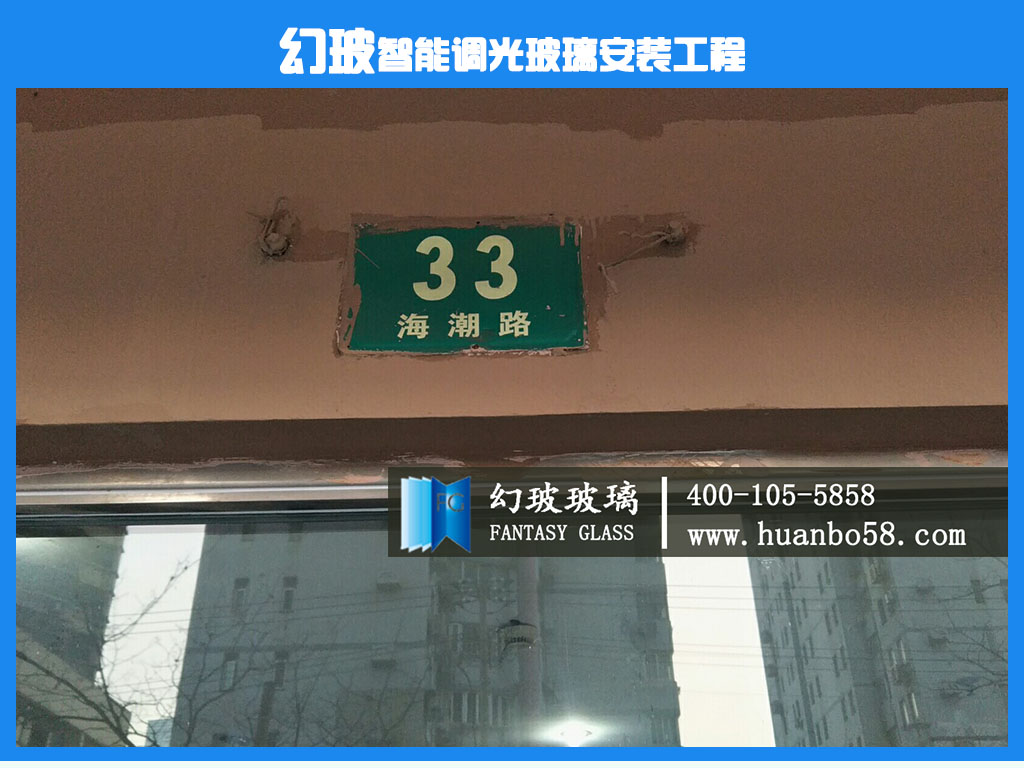 幻玻智能调光玻璃安装工程
33
海潮路
FG
幻玻玻璃
FANTASY GLASS
400-105-5858
www.huanbo58.com